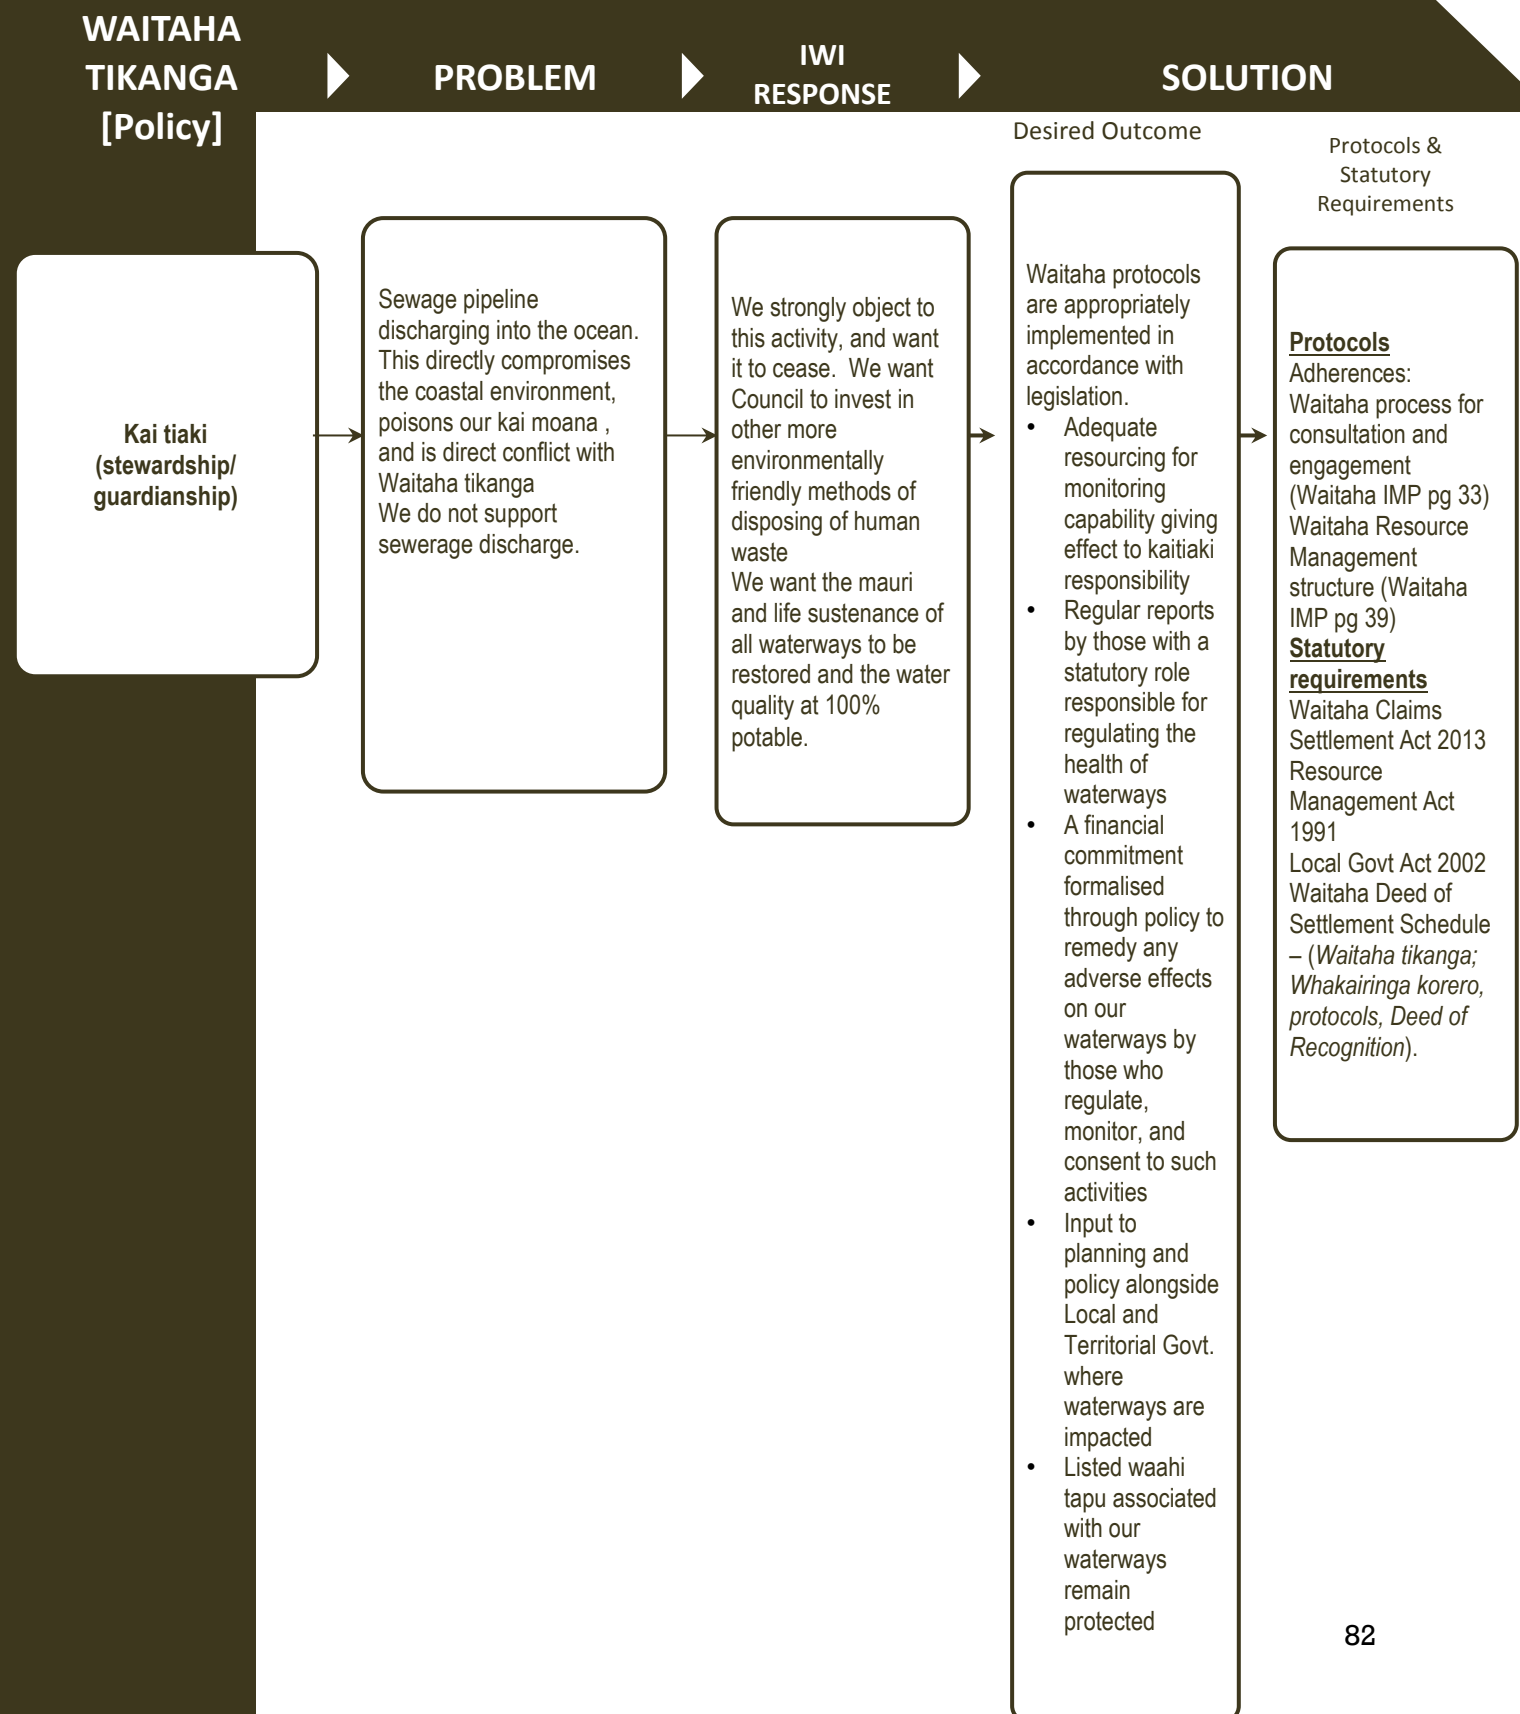 WAITAHA
TIKANGA
[Policy]
PROBLEM
IWI
RESPONSE
SOLUTION
Desired Outcome
Protocols &
Statutory
Requirements
Kai tiaki
(stewardship/
guardianship)
Sewage pipeline
discharging into the ocean.
This directly compromises
the coastal environment,
poisons our kai moana ,
and is direct conflict with
Waitaha tikanga
We do not support
sewerage discharge.
We strongly object to
this activity, and want
it to cease.  We want
Council to invest in
other more
environmentally
friendly methods of
disposing of human
waste
We want the mauri
and life sustenance of
all waterways to be
restored and the water
quality at 100%
potable.
Waitaha protocols
are appropriately
implemented in
accordance with
legislation.
• Adequate
resourcing for
monitoring
capability giving
effect to kaitiaki
responsibility
• Regular reports
by those with a
statutory role
responsible for
regulating the
health of
waterways
• A financial
commitment
formalised
through policy to
remedy any
adverse effects
on our
waterways by
those who
regulate,
monitor, and
consent to such
activities
• Input to
planning and
policy alongside
Local and
Territorial Govt.
where
waterways are
impacted
• Listed waahi
tapu associated
with our
waterways
remain
protected
Protocols
Adherences:
Waitaha process for
consultation and
engagement
(Waitaha IMP pg 33)
Waitaha Resource
Management
structure (Waitaha
IMP pg 39)
Statutory
requirements
Waitaha Claims
Settlement Act 2013
Resource
Management Act
1991
Local Govt Act 2002
Waitaha Deed of
Settlement Schedule
– (Waitaha tikanga;
Whakairinga korero,
protocols, Deed of
Recognition).
82